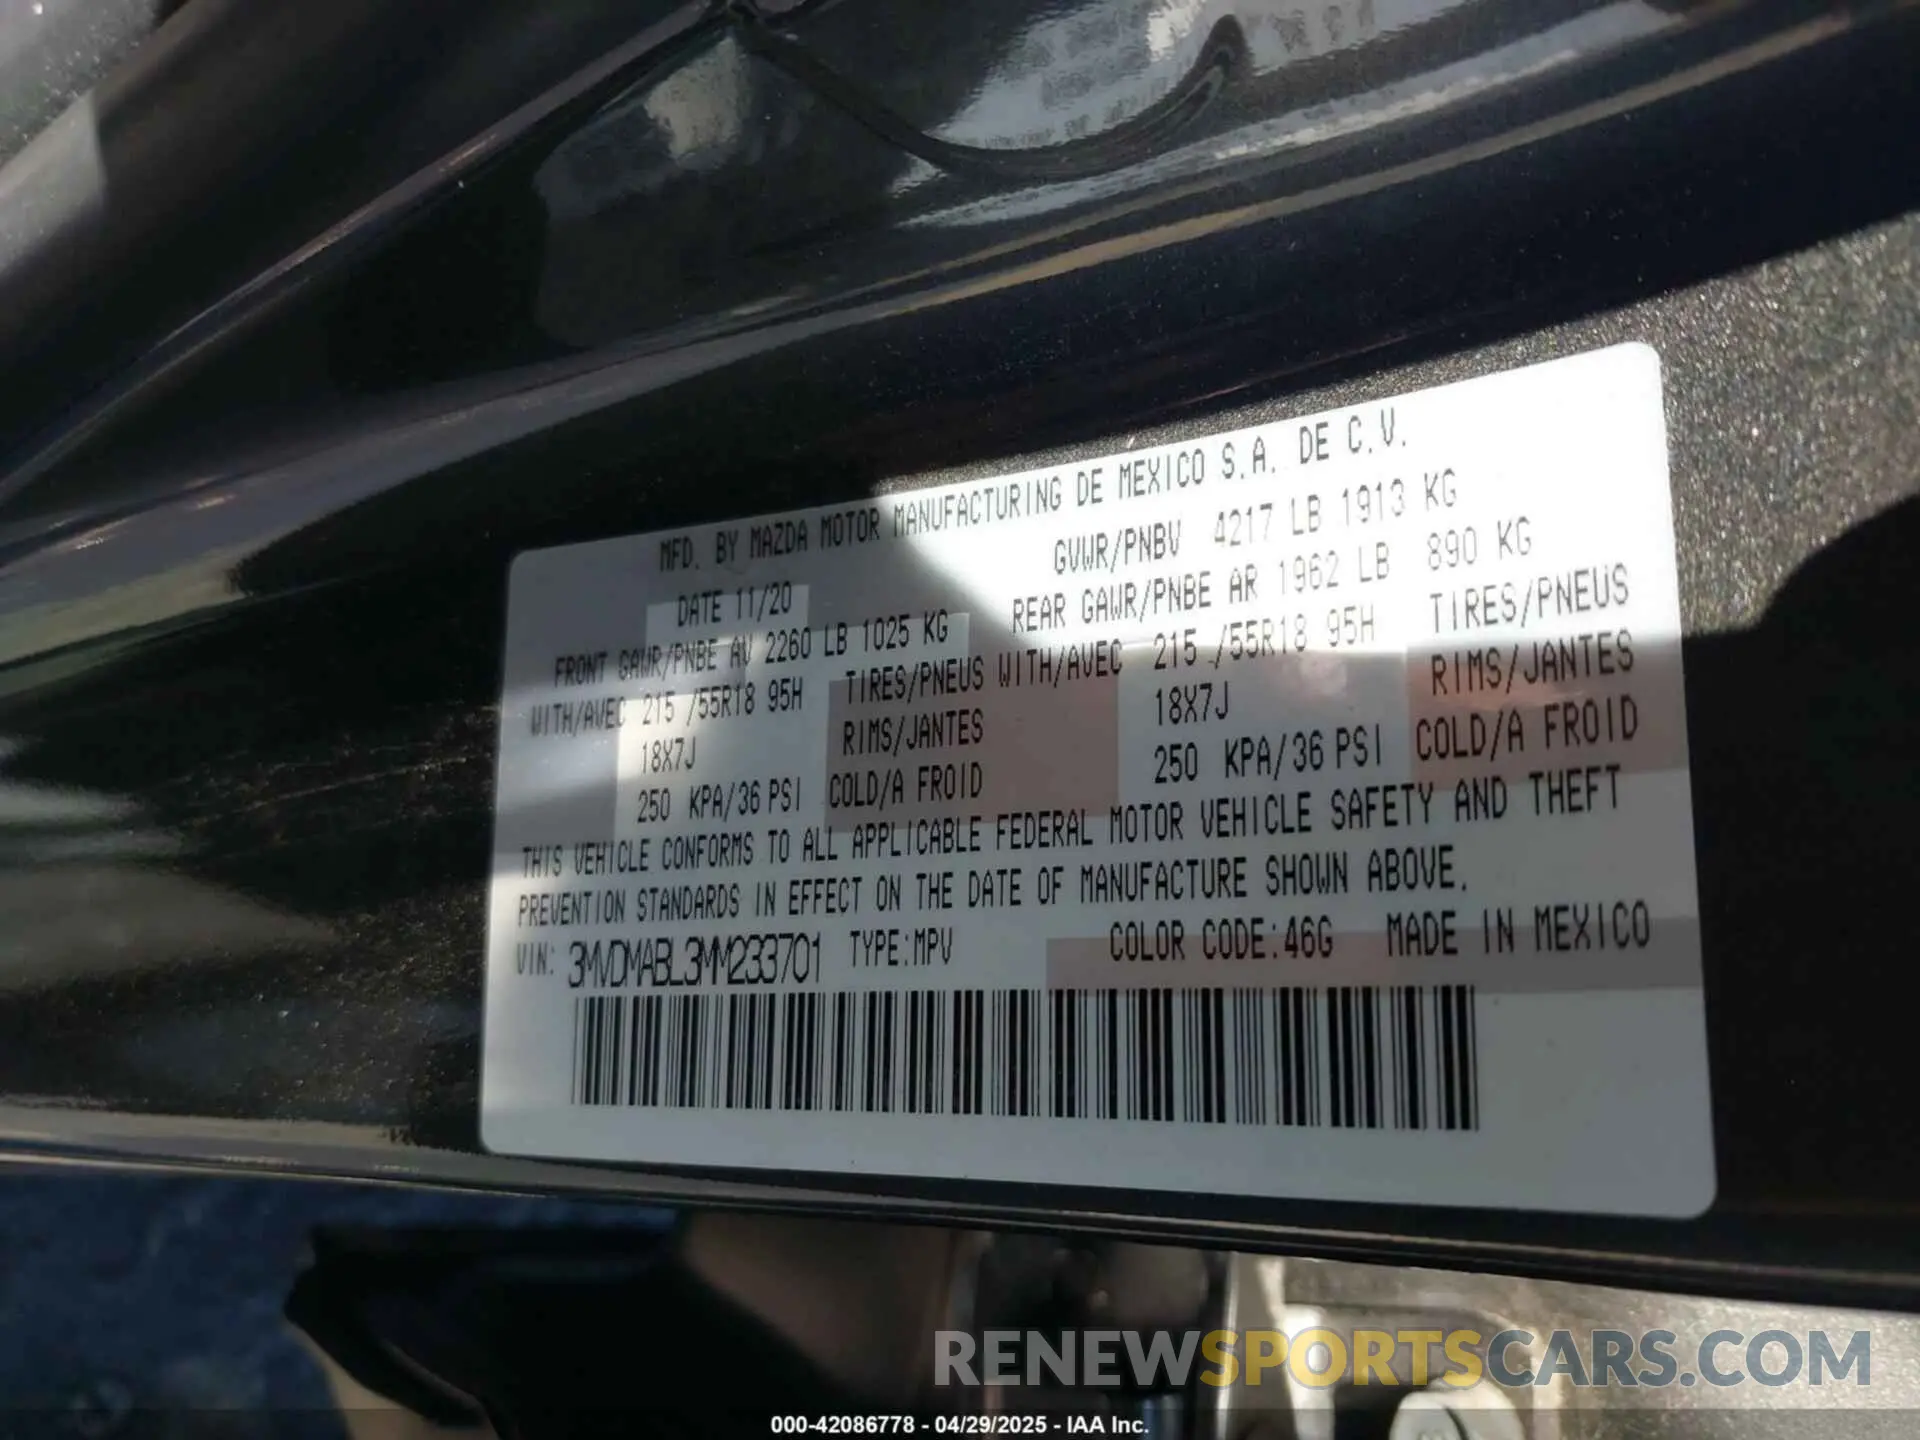 MFD. BY MAZDA MOTOR MANUFACTURING DE MEXICO S.A. DE C.V.
DATE 11/20 GVWR/PNBV 4217 LB 1913 KG
FRONT GAWR/PNBE AV 2260 LB 1025 KG REAR GAWR/PNBE AR 1962 LB 890 KG
WITH/AVEC 215 /55R18 95H TIRES/PNEUS WITH/AVEC 215 /55R18 95H TIRES/PNEUS
18X7J RIMS/JANTES 18X7J RIMS/JANTES
250 KPA/36 PSI COLD/A FROID 250 KPA/36 PSI COLD/A FROID
THIS VEHICLE CONFORMS TO ALL APPLICABLE FEDERAL MOTOR VEHICLE SAFETY AND THEFT
PREVENTION STANDARDS IN EFFECT ON THE DATE OF MANUFACTURE SHOWN ABOVE.
VIN: 3MVDMABL3MM233701 TYPE:MPV COLOR CODE:46G MADE IN MEXICO
RENEWSPORTSCARS.COM
000-42086778 - 04/29/2025 - IAA Inc.